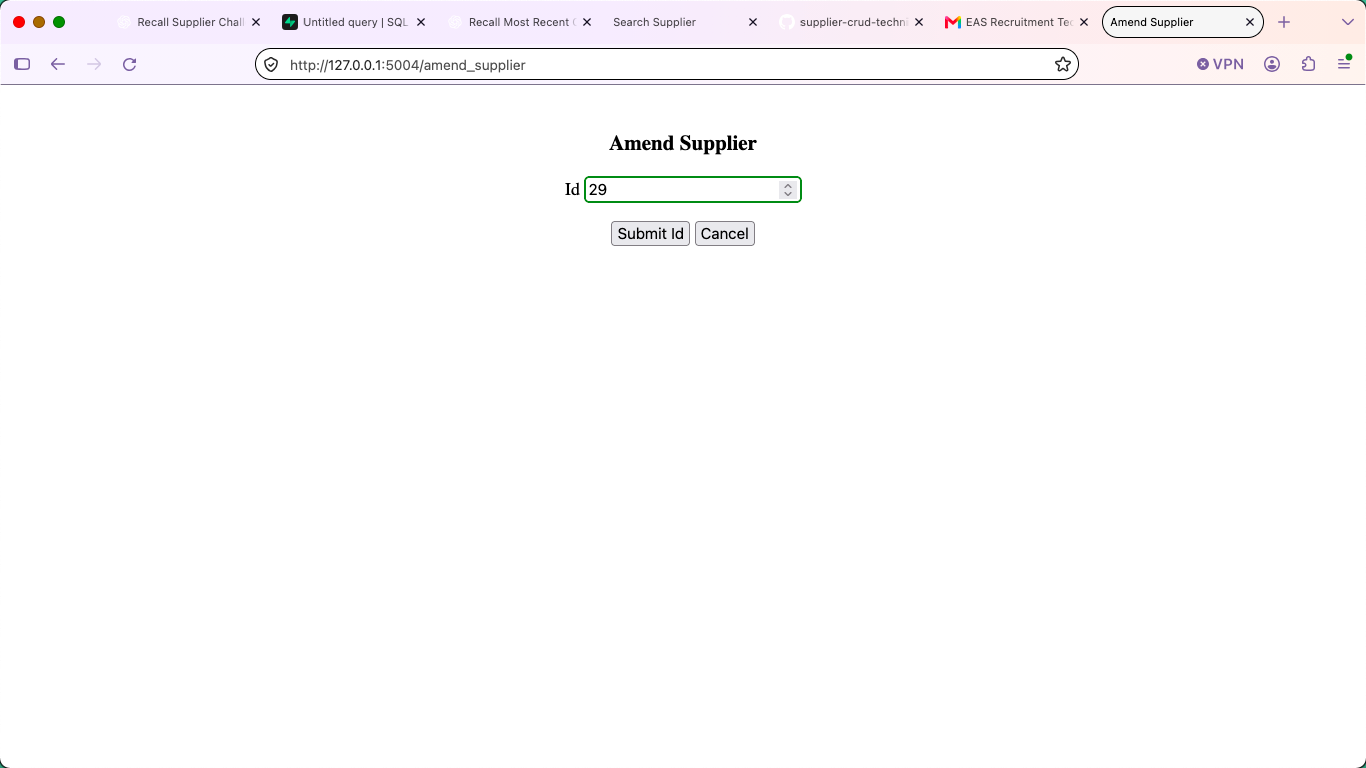 Recall Supplier Chall
Untitled query | SQL
Recall Most Recent
Search Supplier
supplier-crud-techni
EAS Recruitment Tec
Amend Supplier
http://127.0.0.1:5004/amend_supplier
VPN
Amend Supplier
Id 29
Submit Id Cancel